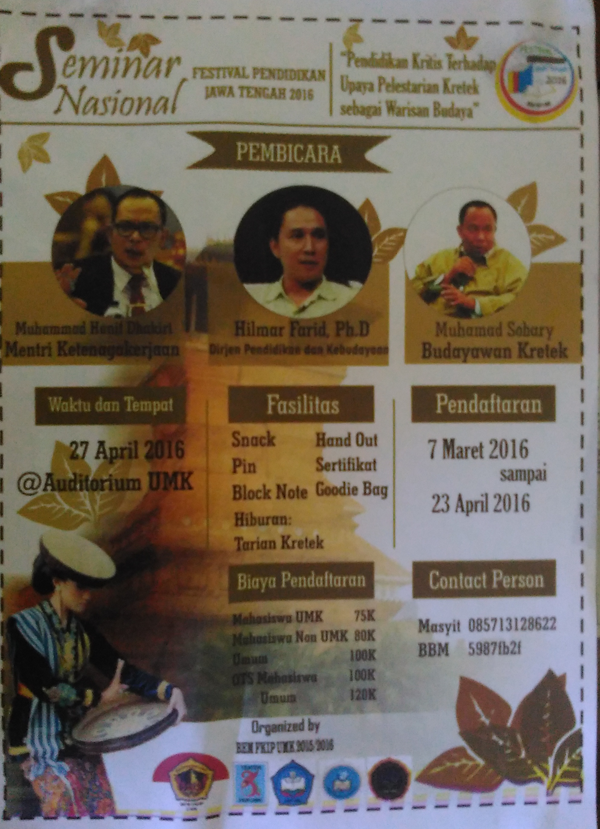 Seminar
Nasional
FESTIVAL PENDIDIKAN
JAWA TENGAH 2016
"Pendidikan Kritis Terhadap
Upaya Pelestarian Kretek
sebagai Warisan Budaya"
FESTIVAL
2016
PEMBICARA
Muhammad Hanif Dhakiri
Mentri Ketenagakerjaan
Hilmar Farid, Ph.D
Dirjen Pendidikan dan Kebudayaan
Muhamad Sobary
Budayawan Kretek
Waktu dan Tempat
27 April 2016
@Auditorium UMK
Fasilitas
Snack
Pin
Block Note
Hiburan:
Tarian Kretek
Hand Out
Sertifikat
Goodie Bag
Pendaftaran
7 Maret 2016
sampai
23 April 2016
Biaya Pendaftaran
Mahasiswa UMK 75K
Mahasiswa Non UMK 80K
Umum 100K
OTS Mahasiswa 100K
Umum 120K
Contact Person
Masyit 085713128622
BBM 5987fb2f
Organized by
BEM FKIP UMK 2015/2016